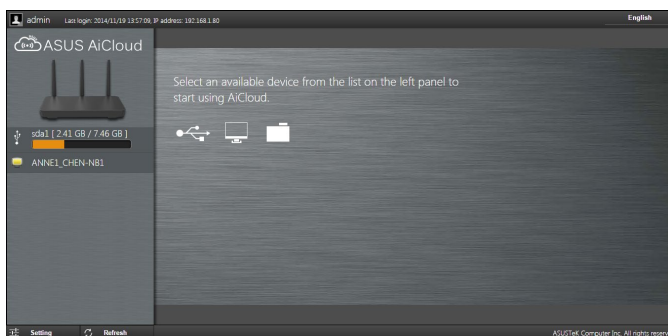 admin Last login: 2014/11/19 13:57:09, IP address: 192.168.1.80
English
ASUS AiCloud
Select an available device from the list on the left panel to
start using AiCloud.
sda1 [ 2.41 GB / 7.46 GB ]
ANNE1_CHEN-NB1
Setting
Refresh
ASUSTeK Computer Inc. All rights reserv